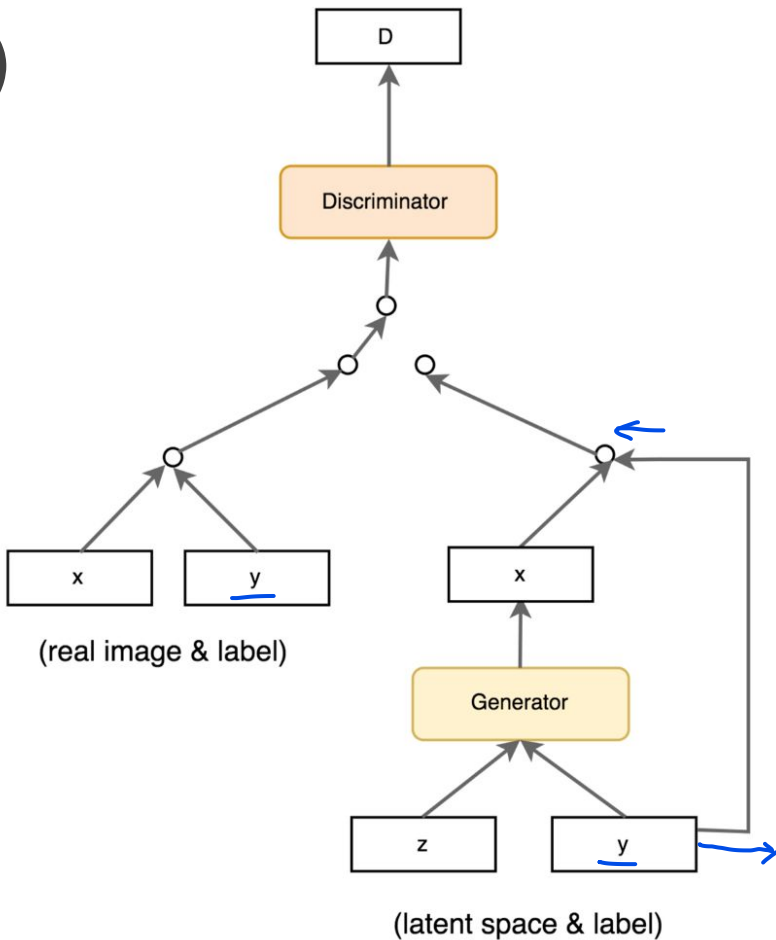 D
Discriminator
x
y
(real image & label)
x
Generator
z
y
(latent space & label)